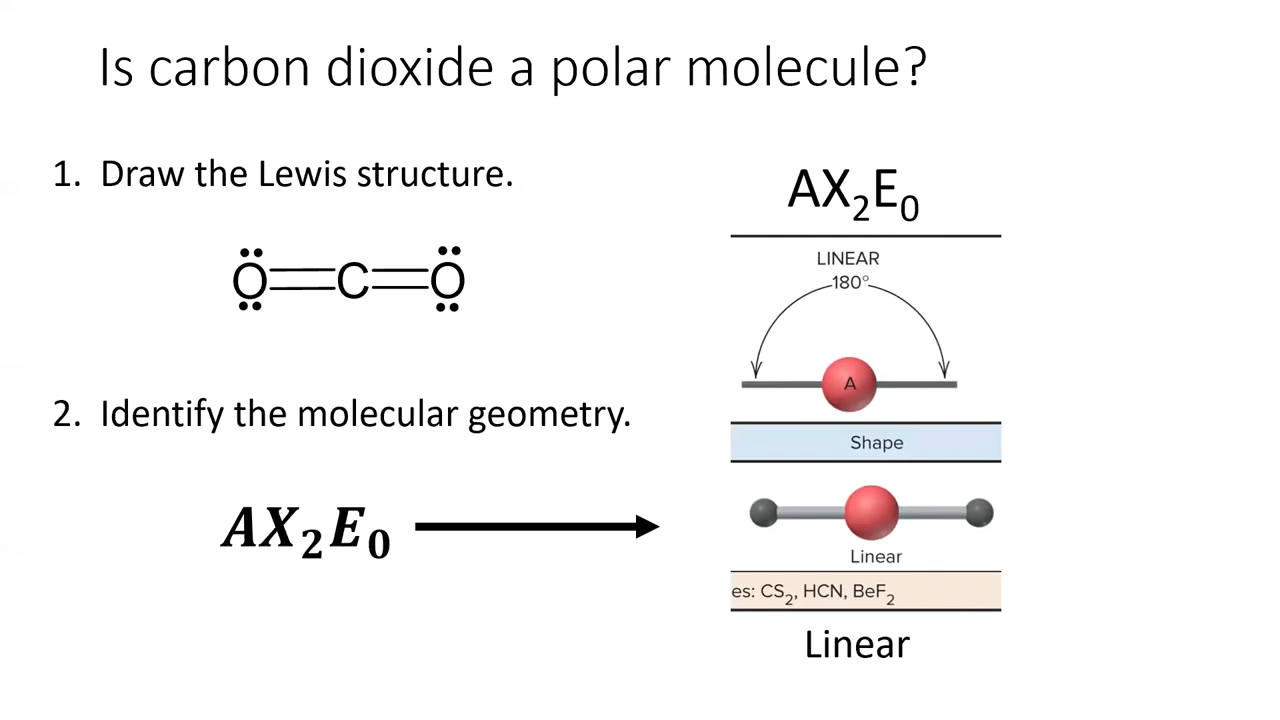 Is carbon dioxide a polar molecule?
1. Draw the Lewis structure.
O C O
2. Identify the molecular geometry.
AX₂E₀
AX₂E₀
LINEAR
180°
A
Shape
Linear
es: CS₂, HCN, BeF₂
Linear